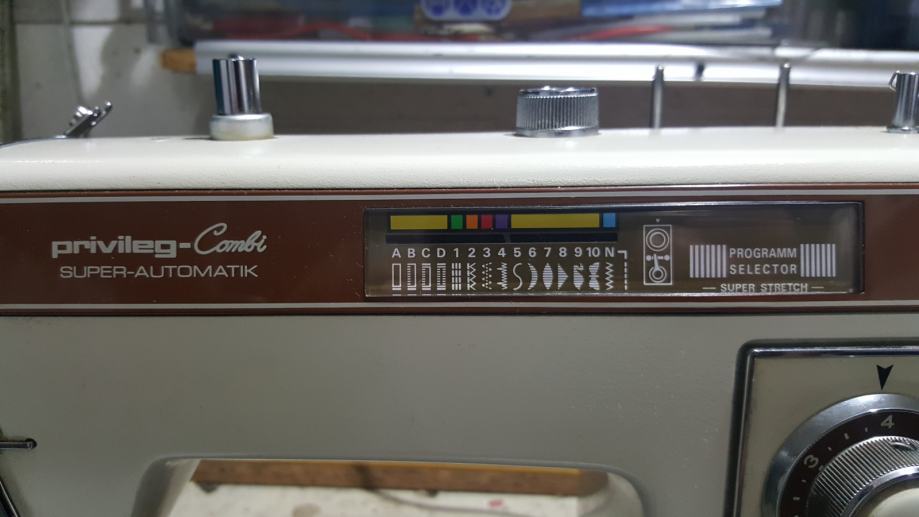 privileg-Combi
SUPER-AUTOMATIK
A B C D 1 2 3 4 5 6 7 8 9 10 N
PROGRAMM
SELECTOR
SUPER STRETCH
4
3